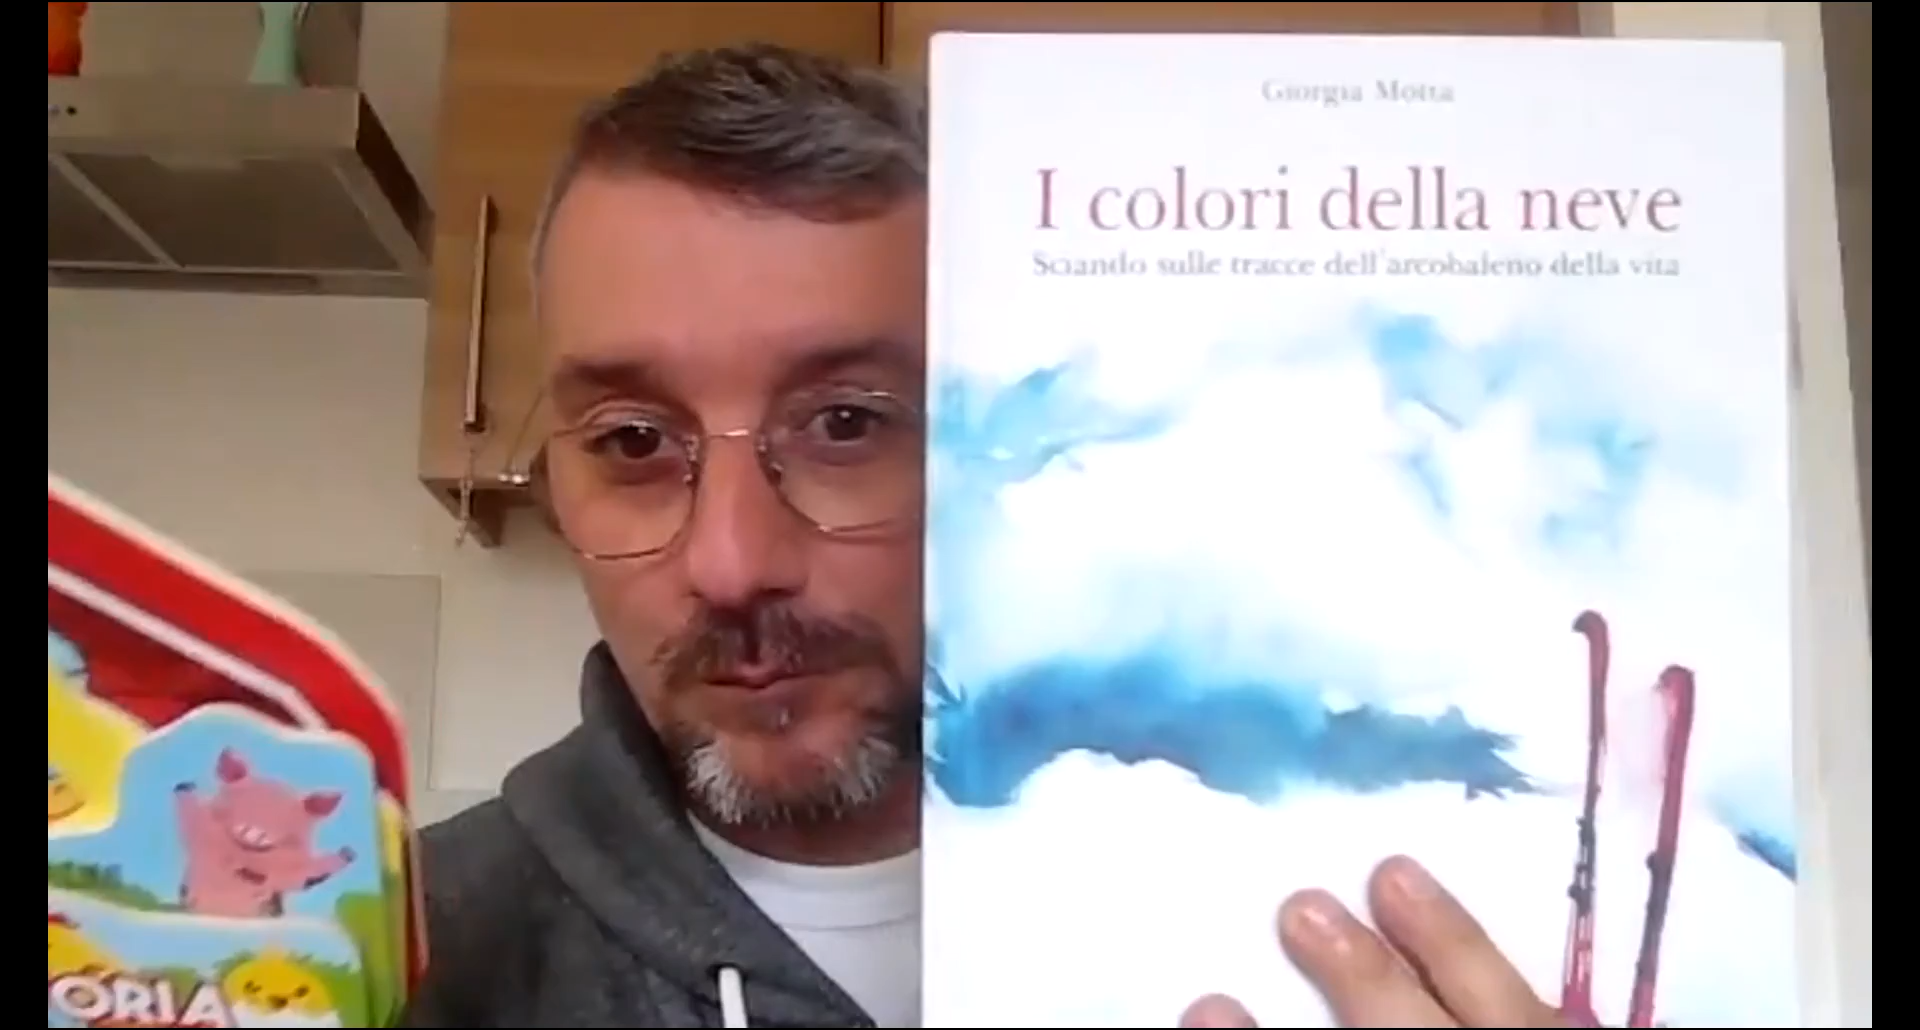 Giorgia Motta
I colori della neve
Sciando sulle tracce dell'arcobaleno della vita
ORIA